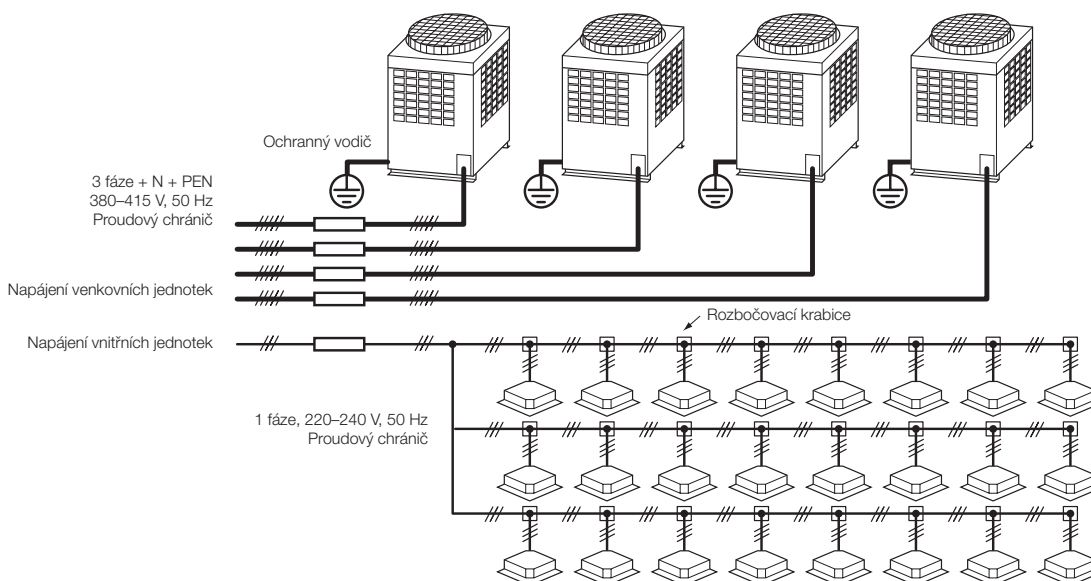 Ochranný vodič
3 fáze + N + PEN
380–415 V, 50 Hz
Proudový chránič
Napájení venkovních jednotek
Rozbočovací krabice
Napájení vnitřních jednotek
1 fáze, 220–240 V, 50 Hz
Proudový chránič